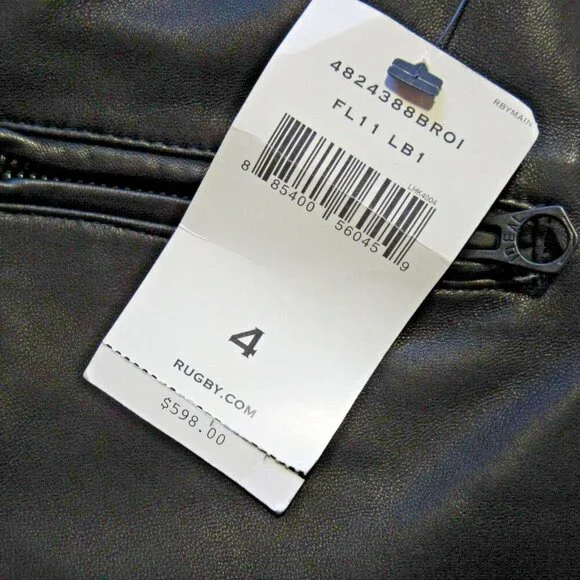 RBYMAIN
4824388BROI
FL11 LB1
LHK4004
8 85400 56045 9
4
RUGBY.COM
$598.00